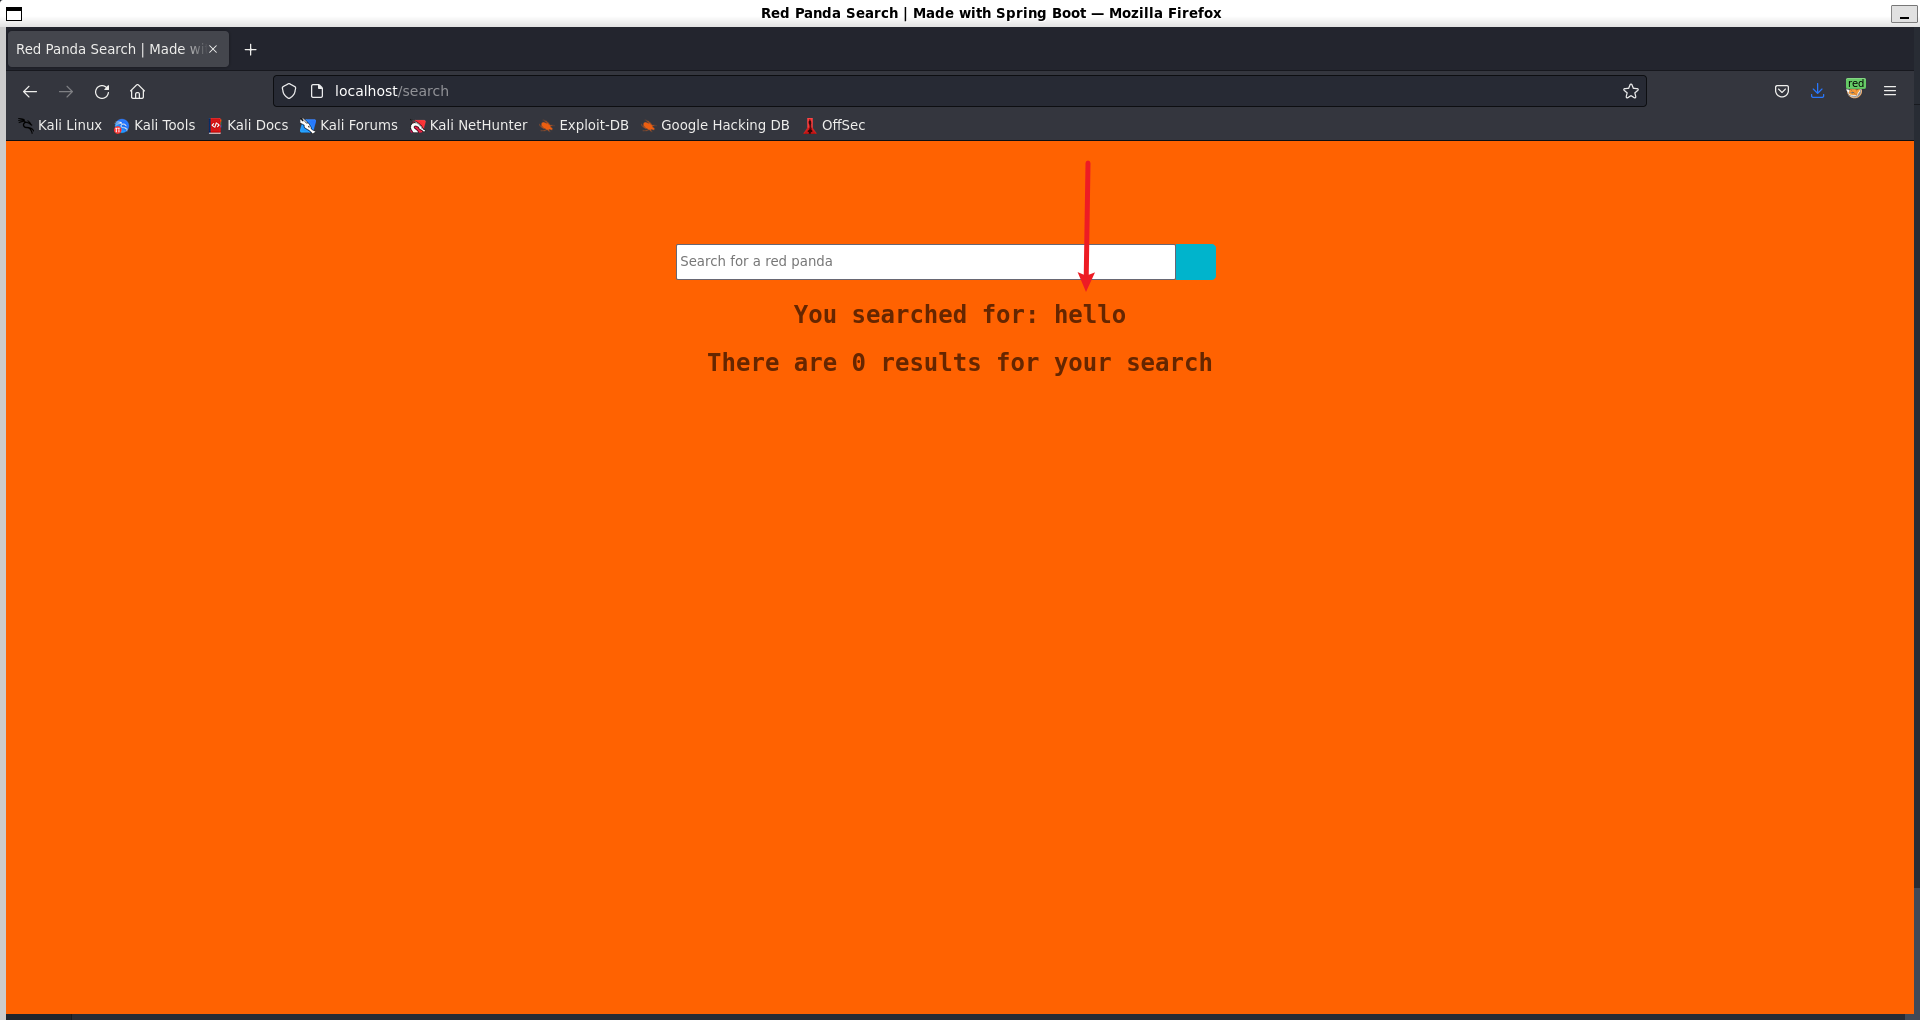 Red Panda Search | Made with Spring Boot — Mozilla Firefox
Red Panda Search | Made wi
localhost/search
red
Kali Linux Kali Tools Kali Docs Kali Forums Kali NetHunter Exploit-DB Google Hacking DB OffSec
Search for a red panda
You searched for: hello
There are 0 results for your search